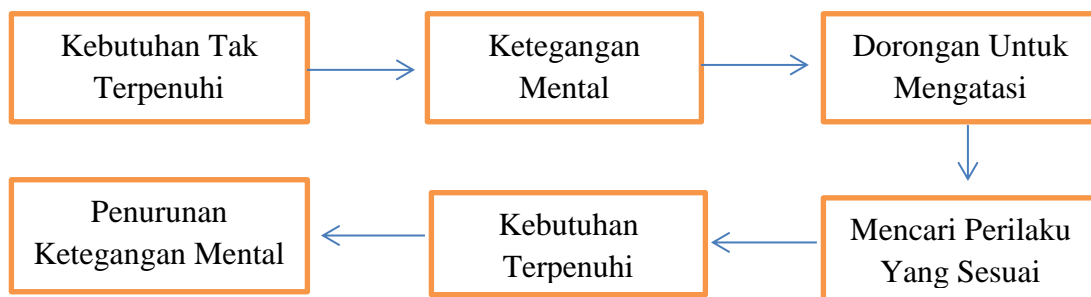 Kebutuhan Tak
Terpenuhi
Ketegangan
Mental
Dorongan Untuk
Mengatasi
Mencari Perilaku
Yang Sesuai
Kebutuhan
Terpenuhi
Penurunan
Ketegangan Mental